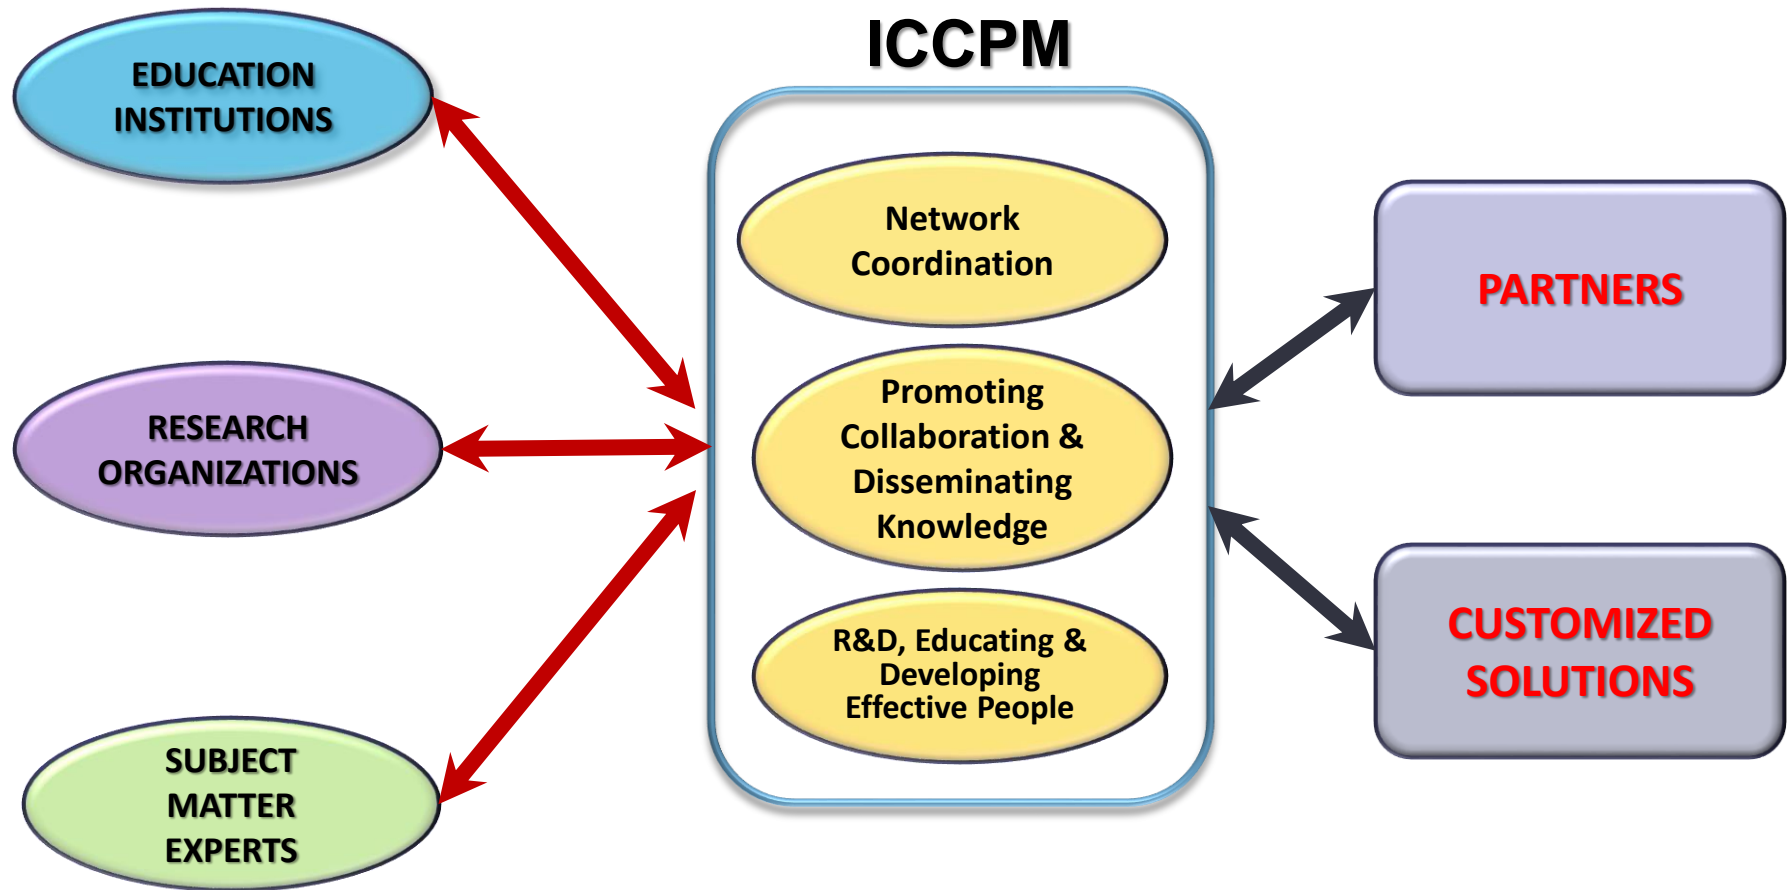 ICCPM
EDUCATION
INSTITUTIONS
RESEARCH
ORGANIZATIONS
SUBJECT
MATTER
EXPERTS
Network
Coordination
Promoting
Collaboration &
Disseminating
Knowledge
R&D, Educating &
Developing
Effective People
PARTNERS
CUSTOMIZED
SOLUTIONS